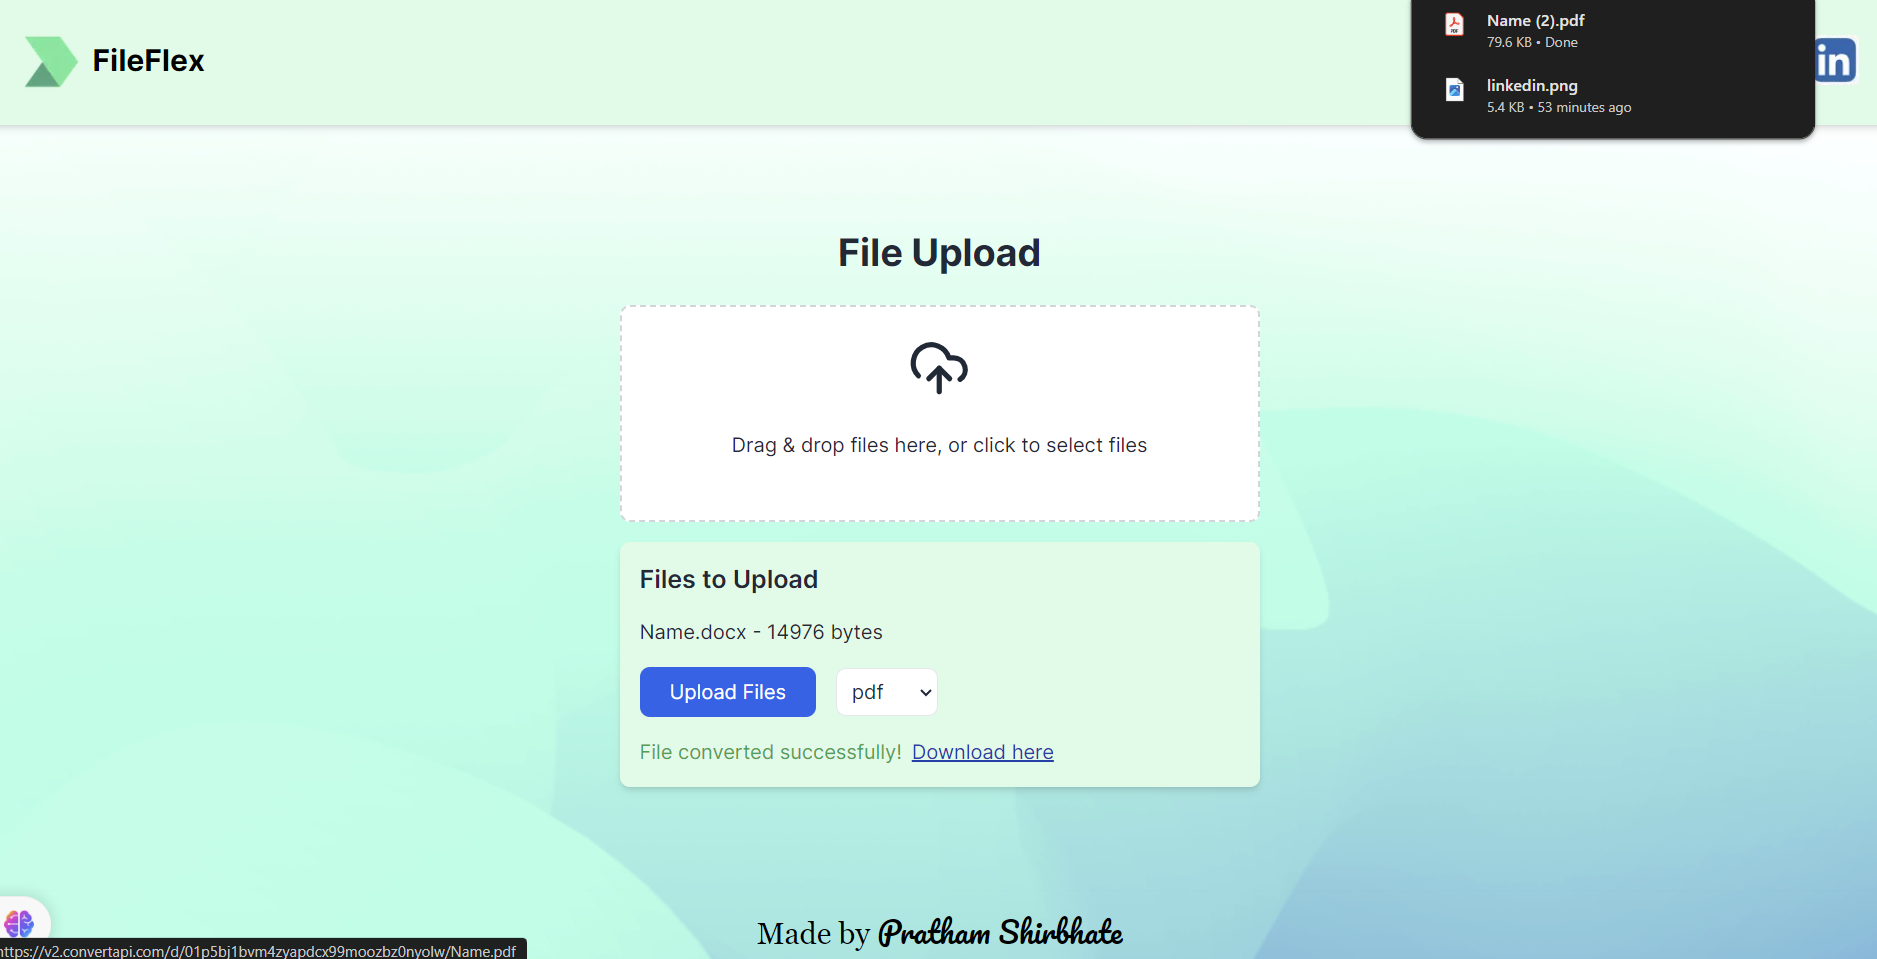 FileFlex
Name (2).pdf
79.6 KB • Done
linkedin.png
5.4 KB • 53 minutes ago
in
File Upload
Drag & drop files here, or click to select files
Files to Upload
Name.docx - 14976 bytes
Upload Files
pdf
File converted successfully! Download here
Made by Pratham Shirbhate
https://v2.convertapi.com/d/01p5bj1bvm4zyapdcx99moozbz0nyolw/Name.pdf